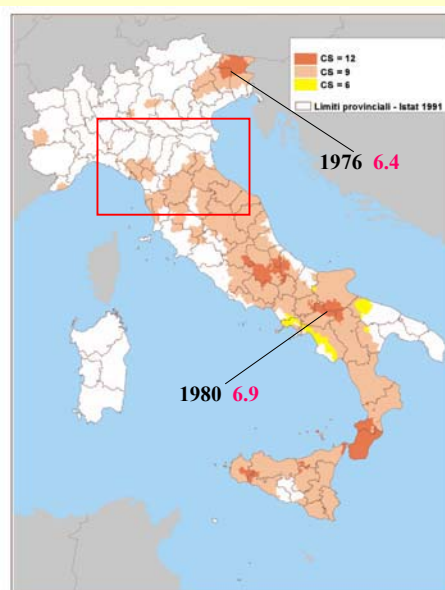 CS = 12
CS = 9
CS = 6
Limiti provinciali - Istat 1991
1976 6.4
1980 6.9